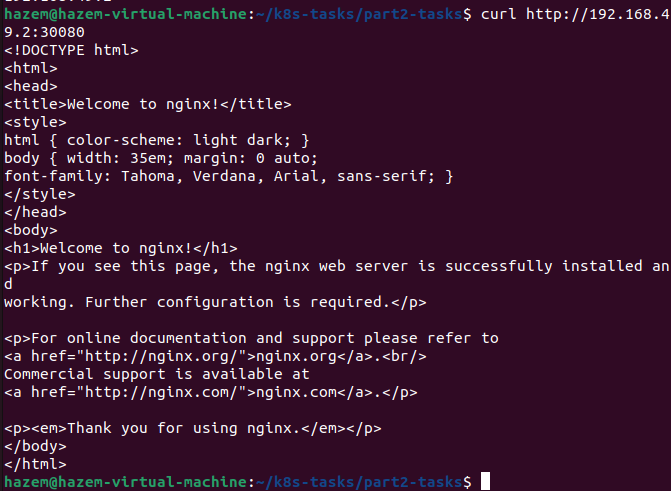 hazem@hazem-virtual-machine:~/k8s-tasks/part2-tasks$ curl http://192.168.4
9.2:30080
<!DOCTYPE html>
<html>
<head>
<title>Welcome to nginx!</title>
<style>
html { color-scheme: light dark; }
body { width: 35em; margin: 0 auto;
font-family: Tahoma, Verdana, Arial, sans-serif; }
</style>
</head>
<body>
<h1>Welcome to nginx!</h1>
<p>If you see this page, the nginx web server is successfully installed an
d
working. Further configuration is required.</p>

<p>For online documentation and support please refer to
<a href="http://nginx.org/">nginx.org</a>.<br/>
Commercial support is available at
<a href="http://nginx.com/">nginx.com</a>.</p>

<p><em>Thank you for using nginx.</em></p>
</body>
</html>
hazem@hazem-virtual-machine:~/k8s-tasks/part2-tasks$